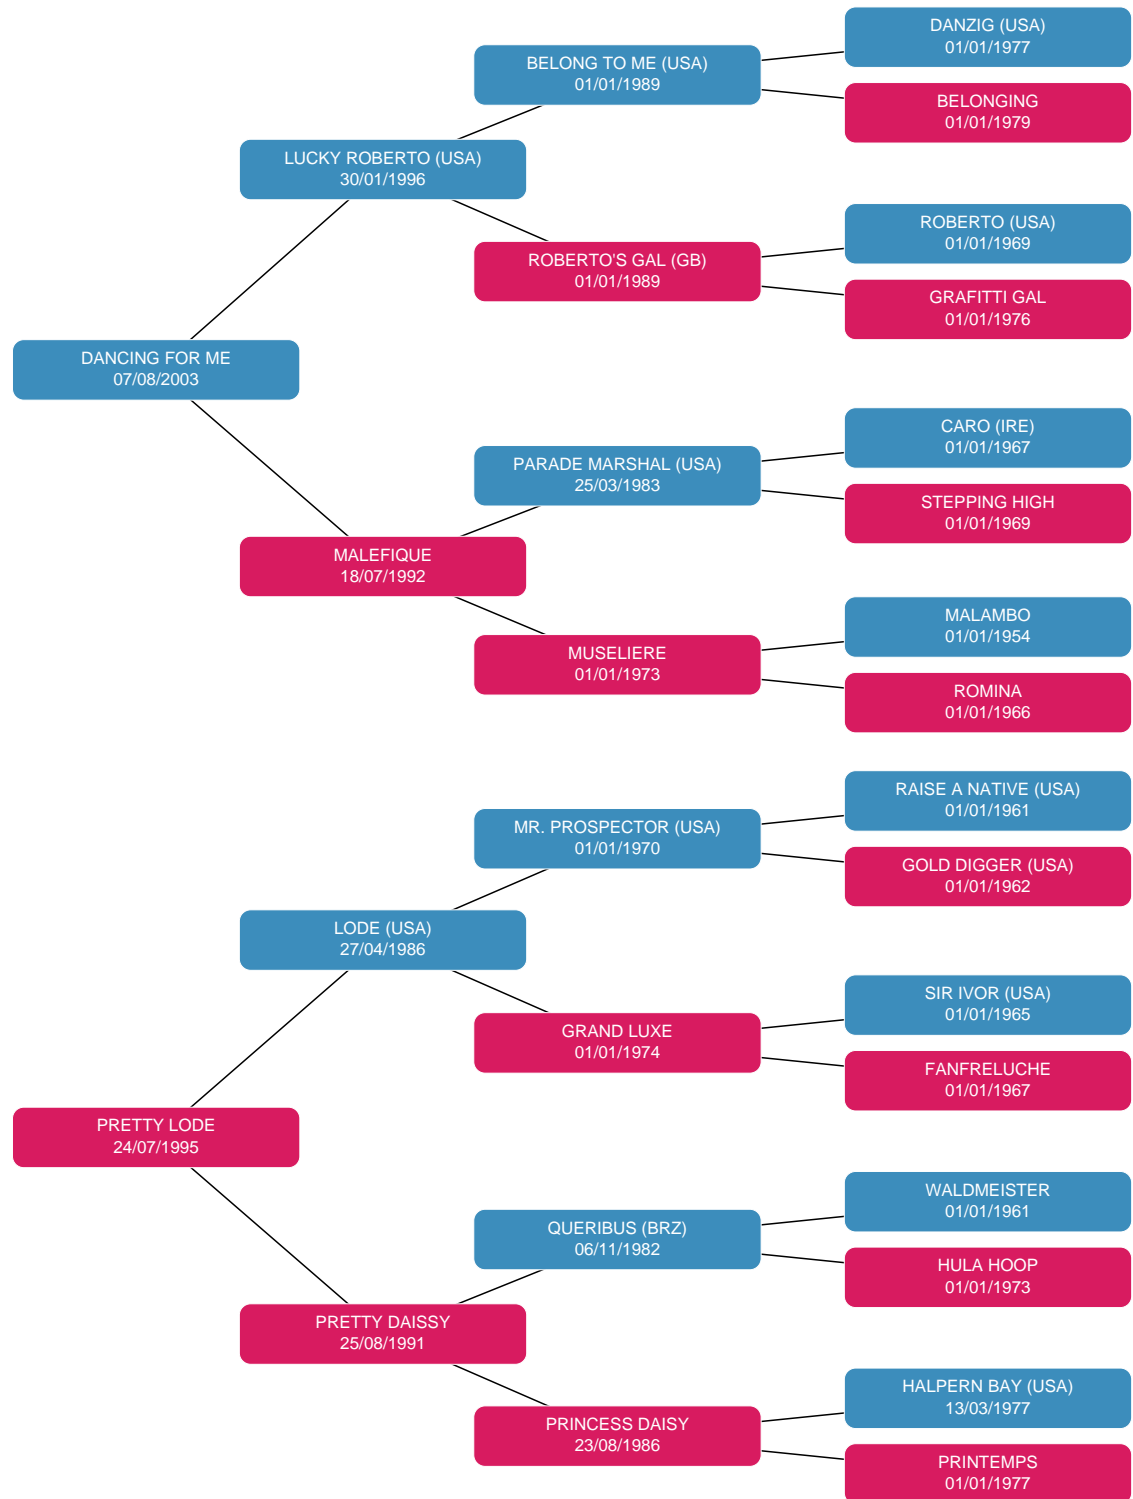 DANZIG (USA)
01/01/1977
BELONG TO ME (USA)
01/01/1989
BELONGING
01/01/1979
LUCKY ROBERTO (USA)
30/01/1996
ROBERTO (USA)
01/01/1969
ROBERTO'S GAL (GB)
01/01/1989
GRAFITTI GAL
01/01/1976
DANCING FOR ME
07/08/2003
CARO (IRE)
01/01/1967
PARADE MARSHAL (USA)
25/03/1983
STEPPING HIGH
01/01/1969
MALEFIQUE
18/07/1992
MALAMBO
01/01/1954
MUSELIERE
01/01/1973
ROMINA
01/01/1966
RAISE A NATIVE (USA)
01/01/1961
MR. PROSPECTOR (USA)
01/01/1970
GOLD DIGGER (USA)
01/01/1962
LODE (USA)
27/04/1986
SIR IVOR (USA)
01/01/1965
GRAND LUXE
01/01/1974
FANFRELUCHE
01/01/1967
PRETTY LODE
24/07/1995
WALDMEISTER
01/01/1961
QUERIBUS (BRZ)
06/11/1982
HULA HOOP
01/01/1973
PRETTY DAISSY
25/08/1991
HALPERN BAY (USA)
13/03/1977
PRINCESS DAISY
23/08/1986
PRINTEMPS
01/01/1977